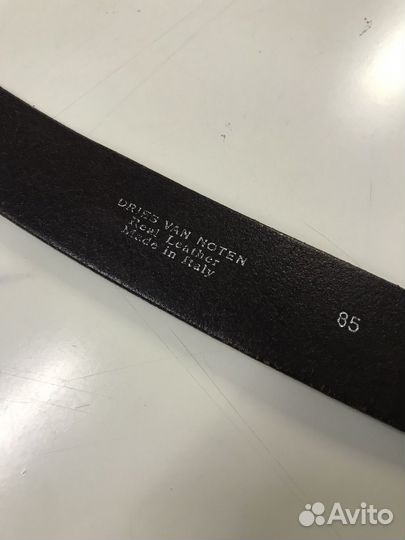 DRIES VAN NOTEN
Real Leather
Made in Italy
85
Avito